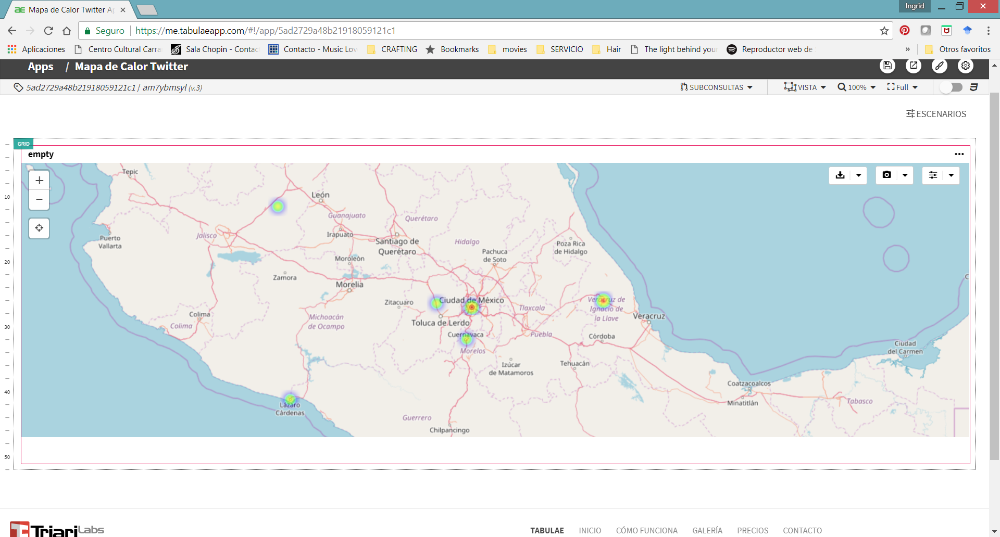 Mapa de Calor Twitter Ap
Ingrid
Seguro
https://me.tabulaeapp.com/#!/app/5ad2729a48b21918059121c1
Aplicaciones
Centro Cultural Carra
Sala Chopin - Contac
Contacto - Music Lov
CRAFTING
Bookmarks
movies
SERVICIO
Hair
The light behind your
Reproductor web de
»
Otros favoritos
Apps / Mapa de Calor Twitter
5ad2729a48b21918059121c1 | am7ybmsyl (v.3)
SUBCONSULTAS
VISTA
100%
Full
ESCENARIOS
GRID
empty
10
20
30
40
50
+
−
Tepic
León
Guanajuato
Querétaro
Jalisco
Irapuato
Puerto
Vallarta
Santiago de
Querétaro
Hidalgo
Poza Rica
de Hidalgo
Pachuca
de Soto
Moroleón
Zamora
Morelia
Zitacuaro
Ciudad de México
Tlaxcala
Veracruz de
Ignacio de
la Llave
Veracruz
Colima
Colima
Michoacán
de Ocampo
Toluca de Lerdo
Cuernavaca
Puebla
Córdoba
Morelos
Izúcar
de Matamoros
Tehuacán
Ciudad
del Carmen
C
Coatzacoalcos
Minatitlán
Tabasco
Lázaro
Cárdenas
Guerrero
Chilpancingo
TriariLabs
TABULAE
INICIO
CÓMO FUNCIONA
GALERÍA
PRECIOS
CONTACTO